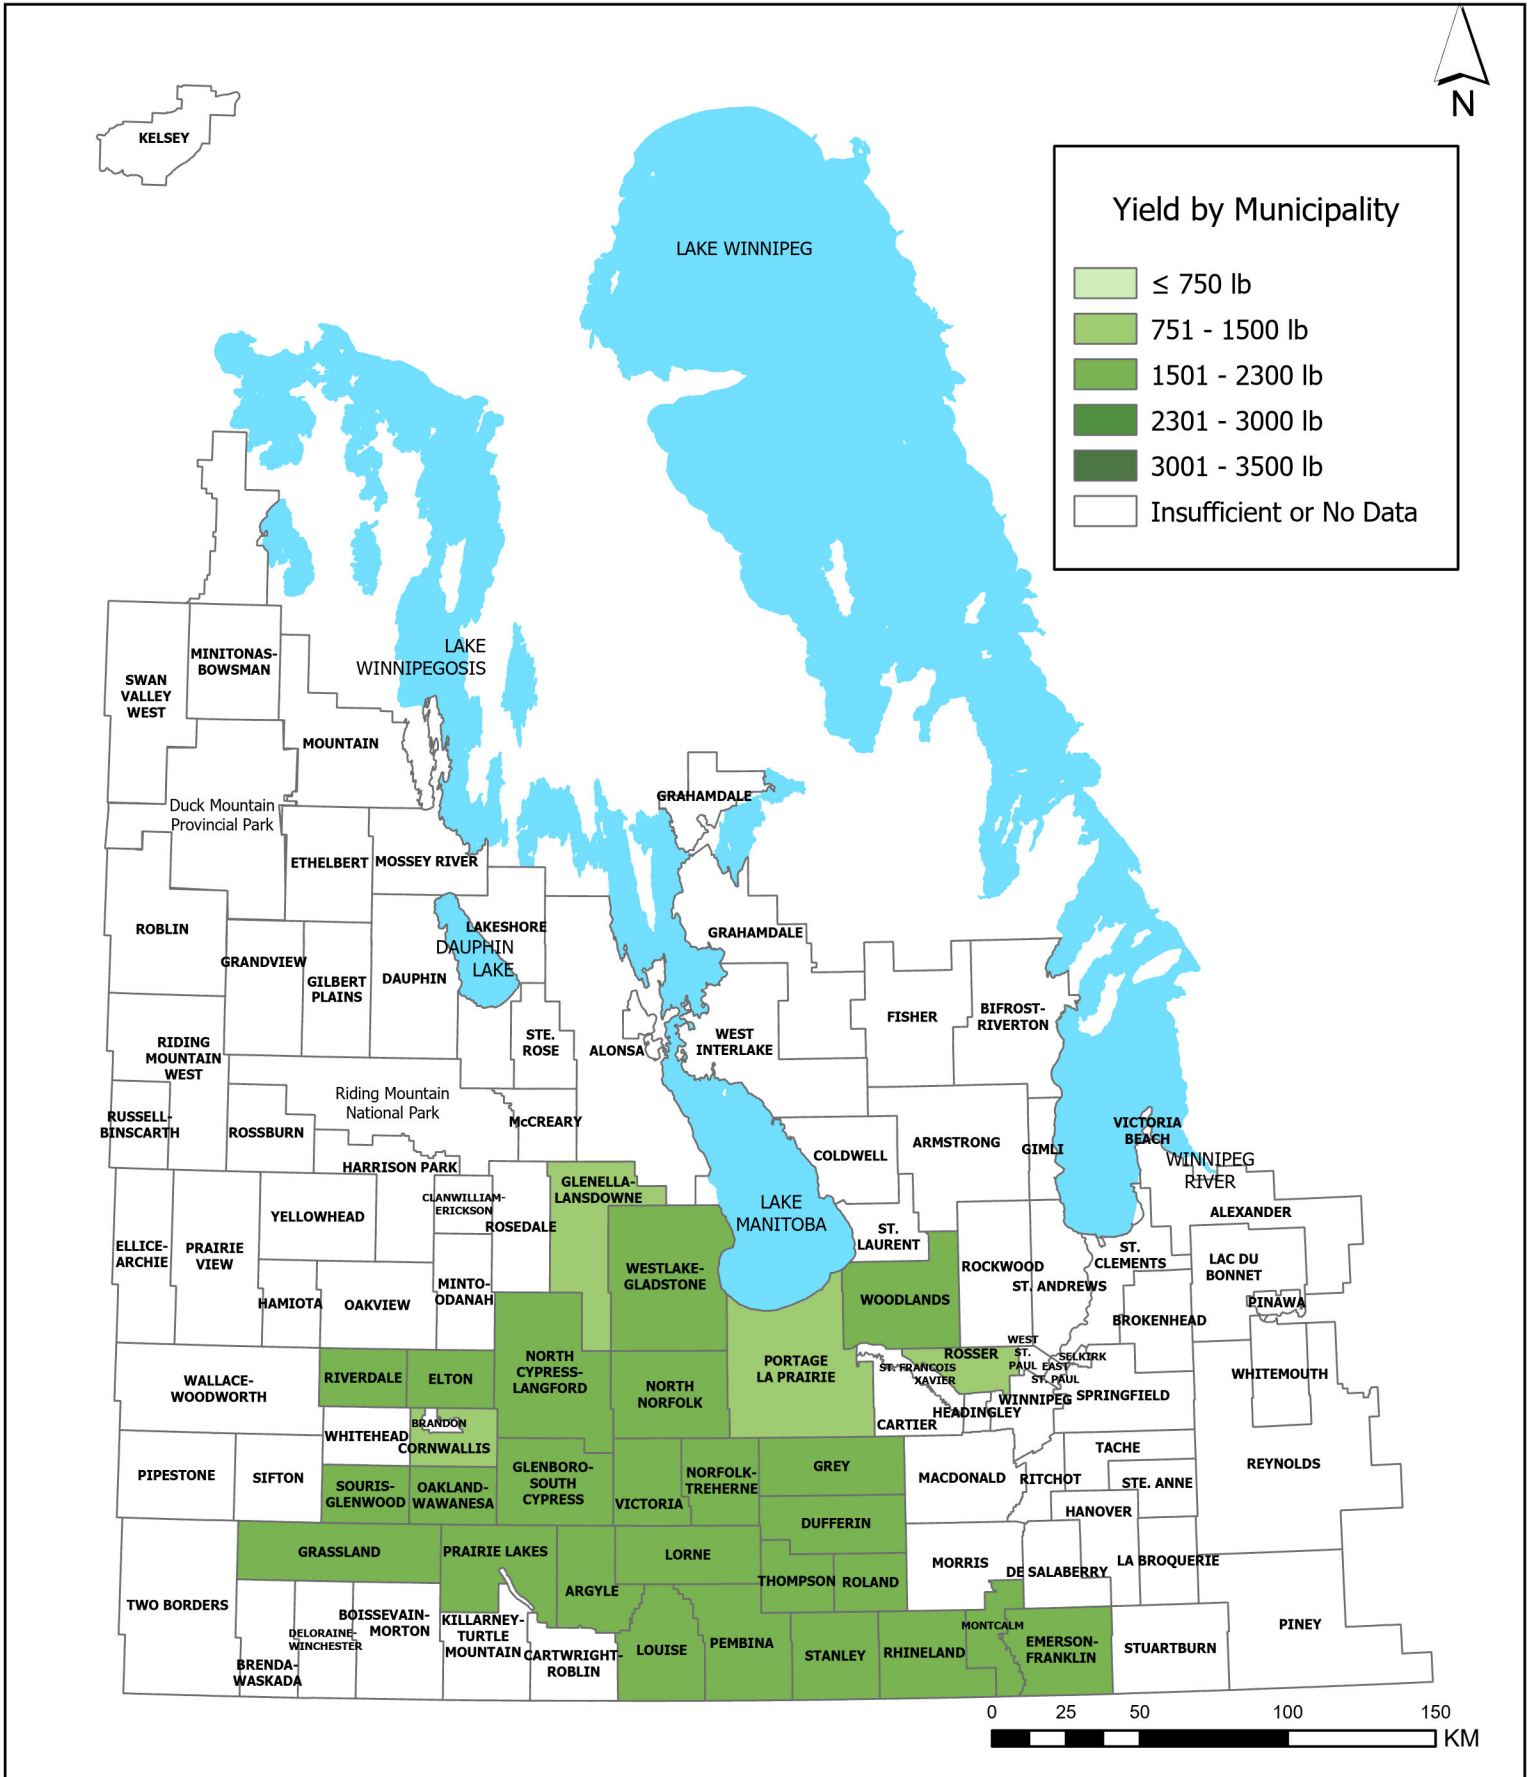 N
KELSEY
Yield by Municipality
≤ 750 lb
751 - 1500 lb
1501 - 2300 lb
2301 - 3000 lb
3001 - 3500 lb
Insufficient or No Data
LAKE WINNIPEG
LAKE
WINNIPEGOSIS
MINITONAS-
BOWSMAN
SWAN
VALLEY
WEST
MOUNTAIN
Duck Mountain
Provincial Park
GRAHAMDALE
ETHELBERT
MOSSEY RIVER
ROBLIN
LAKESHORE
DAUPHIN
LAKE
GRAHAMDALE
GRANDVIEW
GILBERT
PLAINS
DAUPHIN
FISHER
BIFROST-
RIVERTON
RIDING
MOUNTAIN
WEST
STE.
ROSE
ALONSA
WEST
INTERLAKE
Riding Mountain
National Park
RUSSELL-
BINSCARTH
ROSSBURN
McCREARY
ARMSTRONG
GIMLI
VICTORIA
BEACH
COLDWELL
HARRISON PARK
WINNIPEG
RIVER
GLENELLA-
LANSDOWNE
CLANWILLIAM-
ERICKSON
ROSEDALE
YELLOWHEAD
LAKE
MANITOBA
ALEXANDER
ST.
LAURENT
ELLICE-
ARCHIE
PRAIRIE
VIEW
ST.
CLEMENTS
LAC DU
BONNET
WESTLAKE-
GLADSTONE
ROCKWOOD
ST. ANDREWS
MINTO-
ODANAH
HAMIOTA
OAKVIEW
WOODLANDS
PINAWA
BROKENHEAD
NORTH
CYPRESS-
LANGFORD
PORTAGE
LA PRAIRIE
ROSSER
WEST
ST.
PAUL
EAST
ST. PAUL
SELKIRK
ST. FRANCOIS
XAVIER
WALLACE-
WOODWORTH
RIVERDALE
ELTON
NORTH
NORFOLK
WHITEMOUTH
SPRINGFIELD
WINNIPEG
HEADINGLEY
CARTIER
BRANDON
WHITEHEAD
CORNWALLIS
TACHE
PIPESTONE
SIFTON
GLENBORO-
SOUTH
CYPRESS
NORFOLK-
TREHERNE
GREY
MACDONALD
RITCHOT
STE. ANNE
REYNOLDS
SOURIS-
GLENWOOD
OAKLAND-
WAWANESA
VICTORIA
HANOVER
DUFFERIN
GRASSLAND
PRAIRIE LAKES
LORNE
MORRIS
DE SALABERRY
LA BROQUERIE
THOMPSON
ROLAND
ARGYLE
TWO BORDERS
BOISSEVAIN-
MORTON
KILLARNEY-
TURTLE
MOUNTAIN
DELORAINE-
WINCHESTER
MONTCALM
PINEY
LOUISE
PEMBINA
STANLEY
RHINELAND
EMERSON-
FRANKLIN
STUARTBURN
CARTWRIGHT-
ROBLIN
BRENDA-
WASKADA
0 25 50 100 150
KM